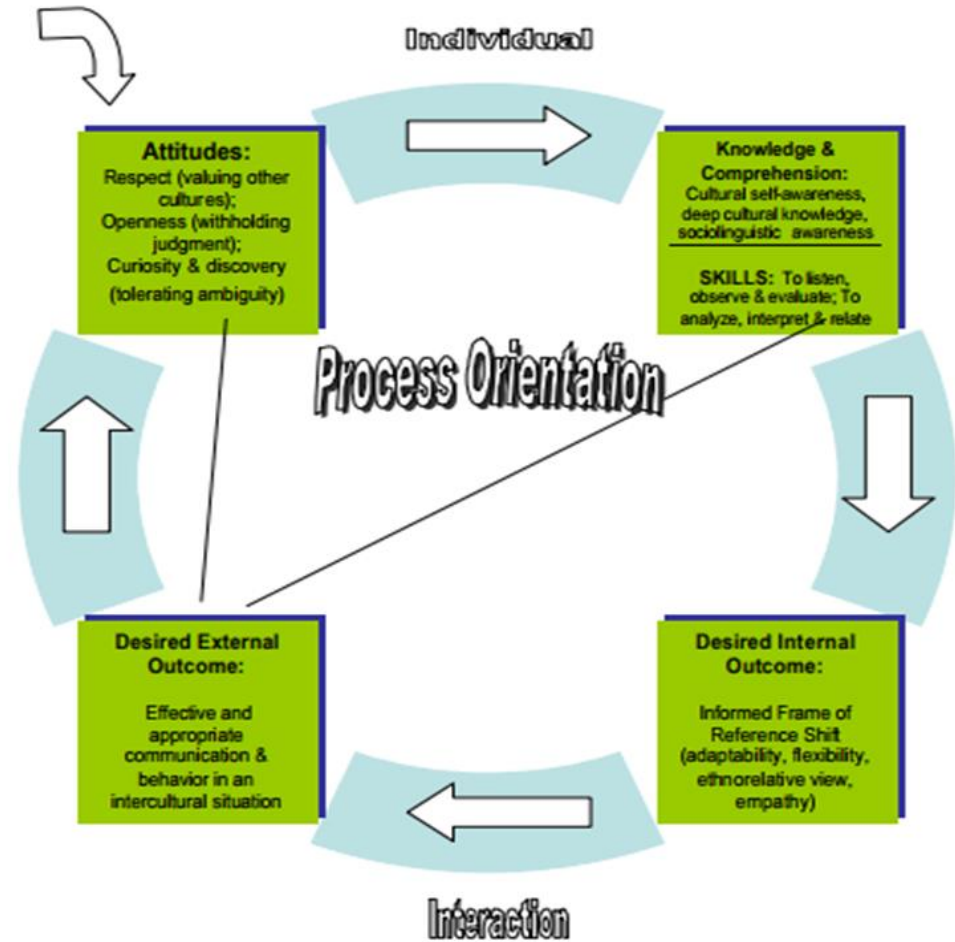 Individual
Attitudes:
Respect (valuing other
cultures);
Openness (withholding
judgment);
Curiosity & discovery
(tolerating ambiguity)
Knowledge &
Comprehension:
Cultural self-awareness,
deep cultural knowledge,
sociolinguistic awareness
SKILLS: To listen,
observe & evaluate; To
analyze, interpret & relate
Process Orientation
Desired External
Outcome:
Effective and
appropriate
communication &
behavior in an
intercultural situation
Desired Internal
Outcome:
Informed Frame of
Reference Shift
(adaptability, flexibility,
ethnorelative view,
empathy)
Interaction